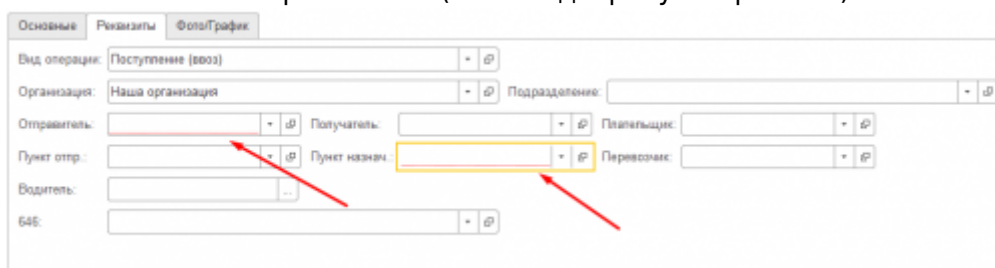 Основные Реквизиты Фото/График
Вид операции: Поступление (ввоз)
Организация: Наша организация Подразделение:
Отправитель: Получатель: Плательщик:
Пункт отпр.: Пункт назнач.: Перевозчик:
Водитель: ...
646: